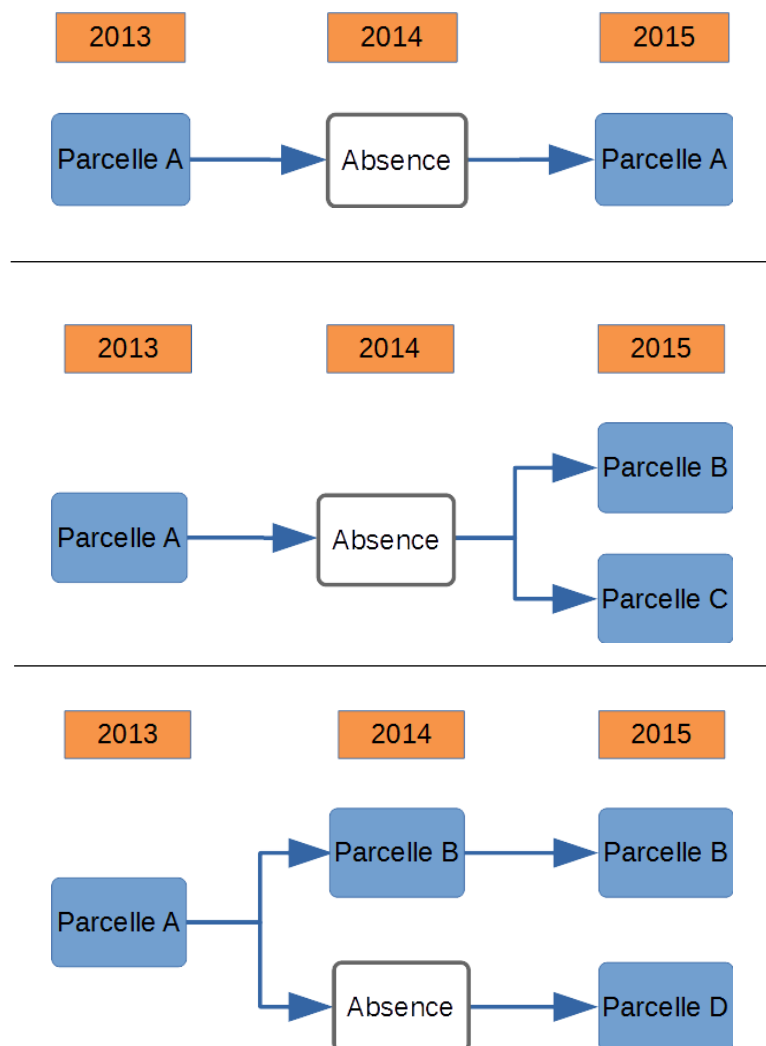 2013
2014
2015
Parcelle A
Absence
Parcelle A
2013
2014
2015
Parcelle B
Parcelle A
Absence
Parcelle C
2013
2014
2015
Parcelle B
Parcelle B
Parcelle A
Absence
Parcelle D